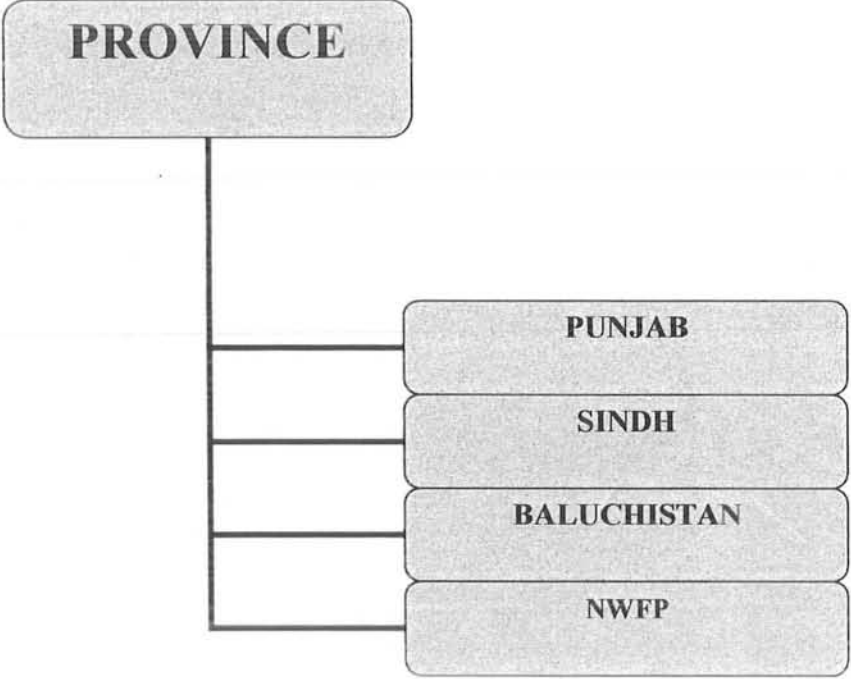 PROVINCE
PUNJAB
SINDH
BALUCHISTAN
NWFP